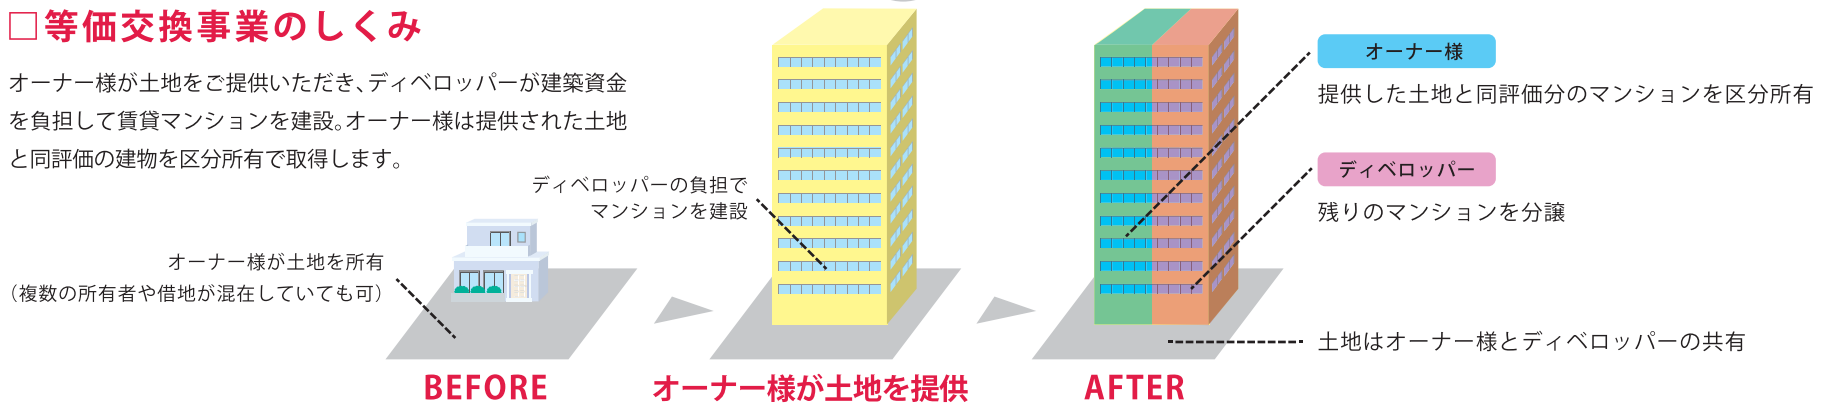 □等価交換事業のしくみ
オーナー様が土地をご提供いただき、ディベロッパーが建築資金
を負担して賃貸マンションを建設。オーナー様は提供された土地
と同評価の建物を区分所有で取得します。
オーナー様が土地を所有
（複数の所有者や借地が混在していても可）
BEFORE
ディベロッパーの負担で
マンションを建設
オーナー様が土地を提供
オーナー様
提供した土地と同評価分のマンションを区分所有
ディベロッパー
残りのマンションを分譲
土地はオーナー様とディベロッパーの共有
AFTER